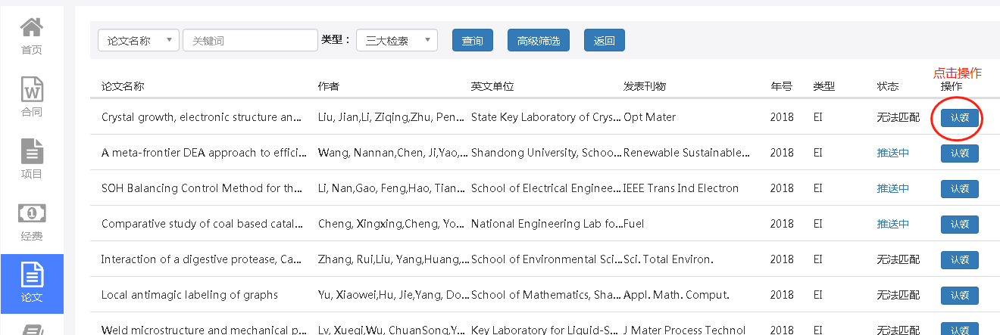 首页
合同
项目
经费
论文
论文名称 关键词 类型： 三大检索 查询 高级筛选 返回
点击操作
论文名称 作者 英文单位 发表刊物 年号 类型 状态 操作
Crystal growth, electronic structure an... Liu, Jian,Li, Ziqing,Zhu, Pen... State Key Laboratory of Crys... Opt Mater 2018 EI 无法匹配 认领
A meta-frontier DEA approach to effici... Wang, Nannan,Chen, Ji,Yao,... Shandong University, Schoo... Renewable Sustainable... 2018 EI 推送中 认领
SOH Balancing Control Method for th... Li, Nan,Gao, Feng,Hao, Tian... School of Electrical Enginee... IEEE Trans Ind Electron 2018 EI 推送中 认领
Comparative study of coal based catal... Cheng, Xingxing,Cheng, Yo... National Engineering Lab fo... Fuel 2018 EI 推送中 认领
Interaction of a digestive protease, Ca... Zhang, Rui,Liu, Yang,Huang,... School of Environmental Sci... Sci. Total Environ. 2018 EI 无法匹配 认领
Local antimagic labeling of graphs Yu, Xiaowei,Hu, Jie,Yang, Do... School of Mathematics, Sha... Appl. Math. Comput. 2018 EI 无法匹配 认领
Weld microstructure and mechanical p... Lv, Xueqi,Wu, ChuanSong,Y... Key Laboratory for Liquid-S... J Mater Process Technol 2018 EI 无法匹配 认领